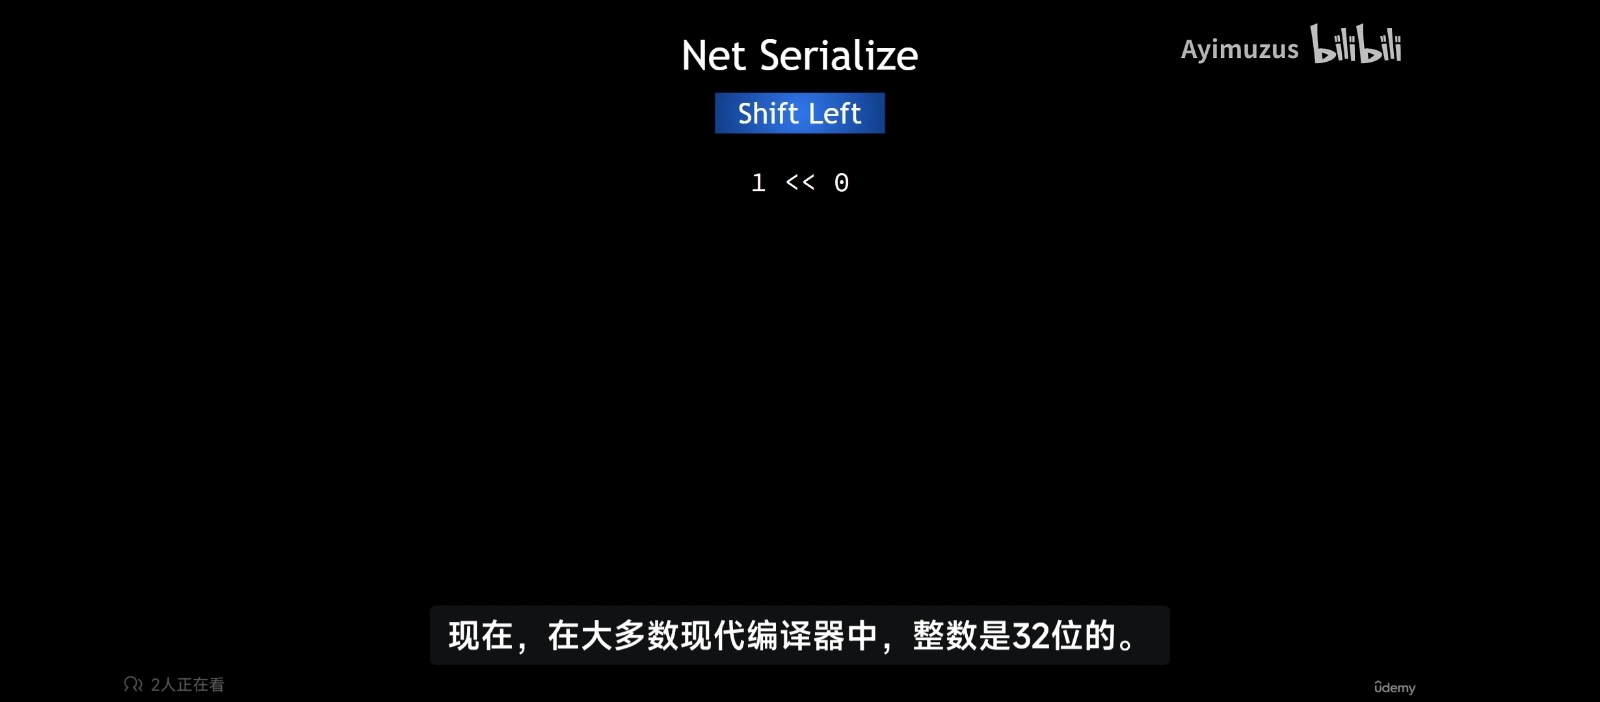 Net Serialize
Ayimuzus bilibili
Shift Left
1 << 0
现在，在大多数现代编译器中，整数是32位的。
2人正在看
ûdemy